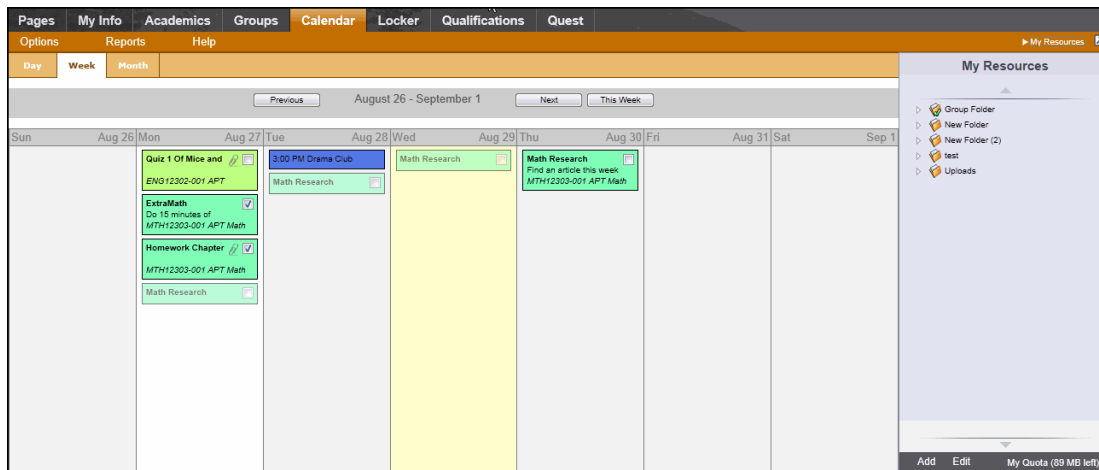 Pages My Info Academics Groups Calendar Locker Qualifications Quest
Options Reports Help My Resources
Day Week Month
My Resources
Previous August 26 - September 1 Next This Week
Group Folder
New Folder
New Folder (2)
test
Uploads
Sun Aug 26 Mon Aug 27 Tue Aug 28 Wed Aug 29 Thu Aug 30 Fri Aug 31 Sat Sep 1
Quiz 1 Of Mice and
ENG12302-001 APT
ExtraMath
Do 15 minutes of
MTH12303-001 APT Math
Homework Chapter
MTH12303-001 APT Math
Math Research
3:00 PM Drama Club
Math Research
Math Research
Math Research
Find an article this week
MTH12303-001 APT Math
Add Edit My Quota (89 MB left)